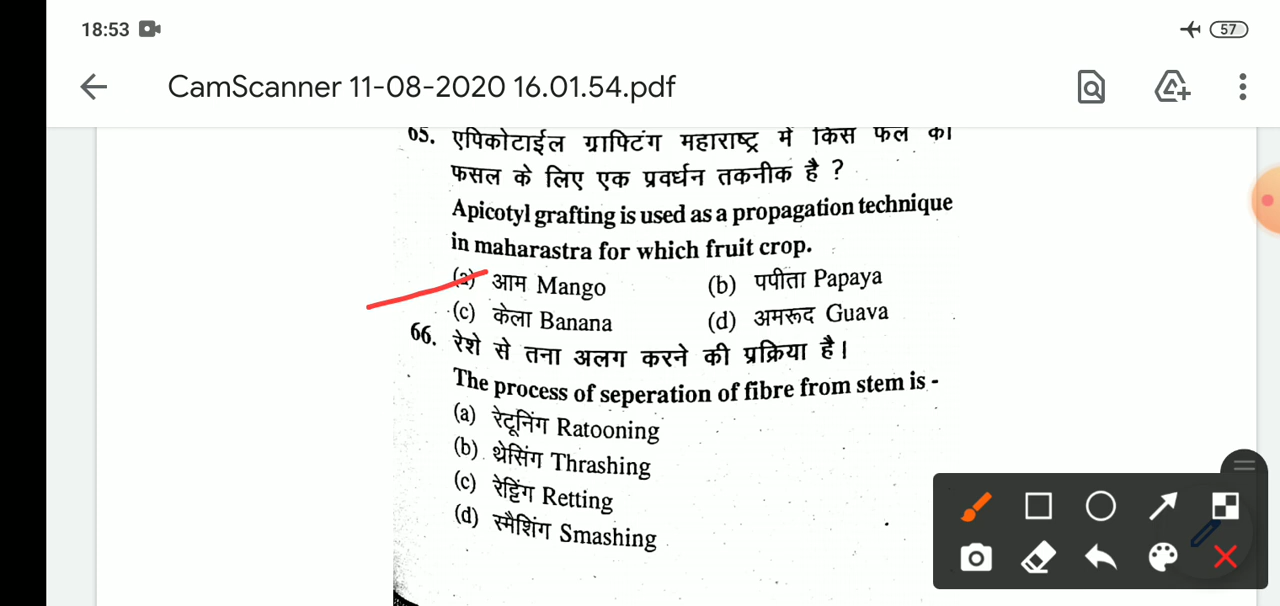 18:53
57
CamScanner 11-08-2020 16.01.54.pdf
65. एपिकोटाईल ग्राफ्टिंग महाराष्ट्र में किस फल की
फसल के लिए एक प्रवर्धन तकनीक है ?
Apicotyl grafting is used as a propagation technique
in maharastra for which fruit crop.
(a) आम Mango (b) पपीता Papaya
(c) केला Banana (d) अमरूद Guava
66. रेशे से तना अलग करने की प्रक्रिया है।
The process of seperation of fibre from stem is -
(a) रेटूनिंग Ratooning
(b) थ्रेसिंग Thrashing
(c) रेट्टिंग Retting
(d) स्मैशिंग Smashing